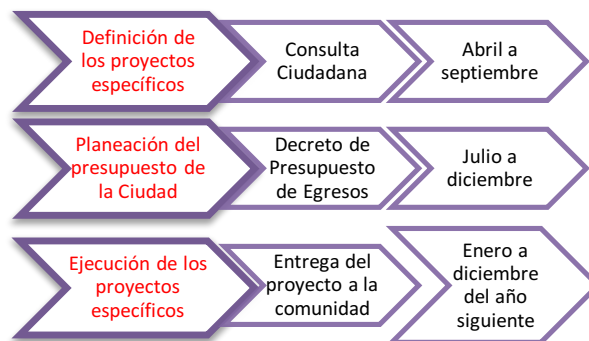 Definición de
los proyectos
específicos
Consulta
Ciudadana
Abril a
septiembre
Planeación del
presupuesto de
la Ciudad
Decreto de
Presupuesto
de Egresos
Julio a
diciembre
Ejecución de los
proyectos
específicos
Entrega del
proyecto a la
comunidad
Enero a
diciembre
del año
siguiente